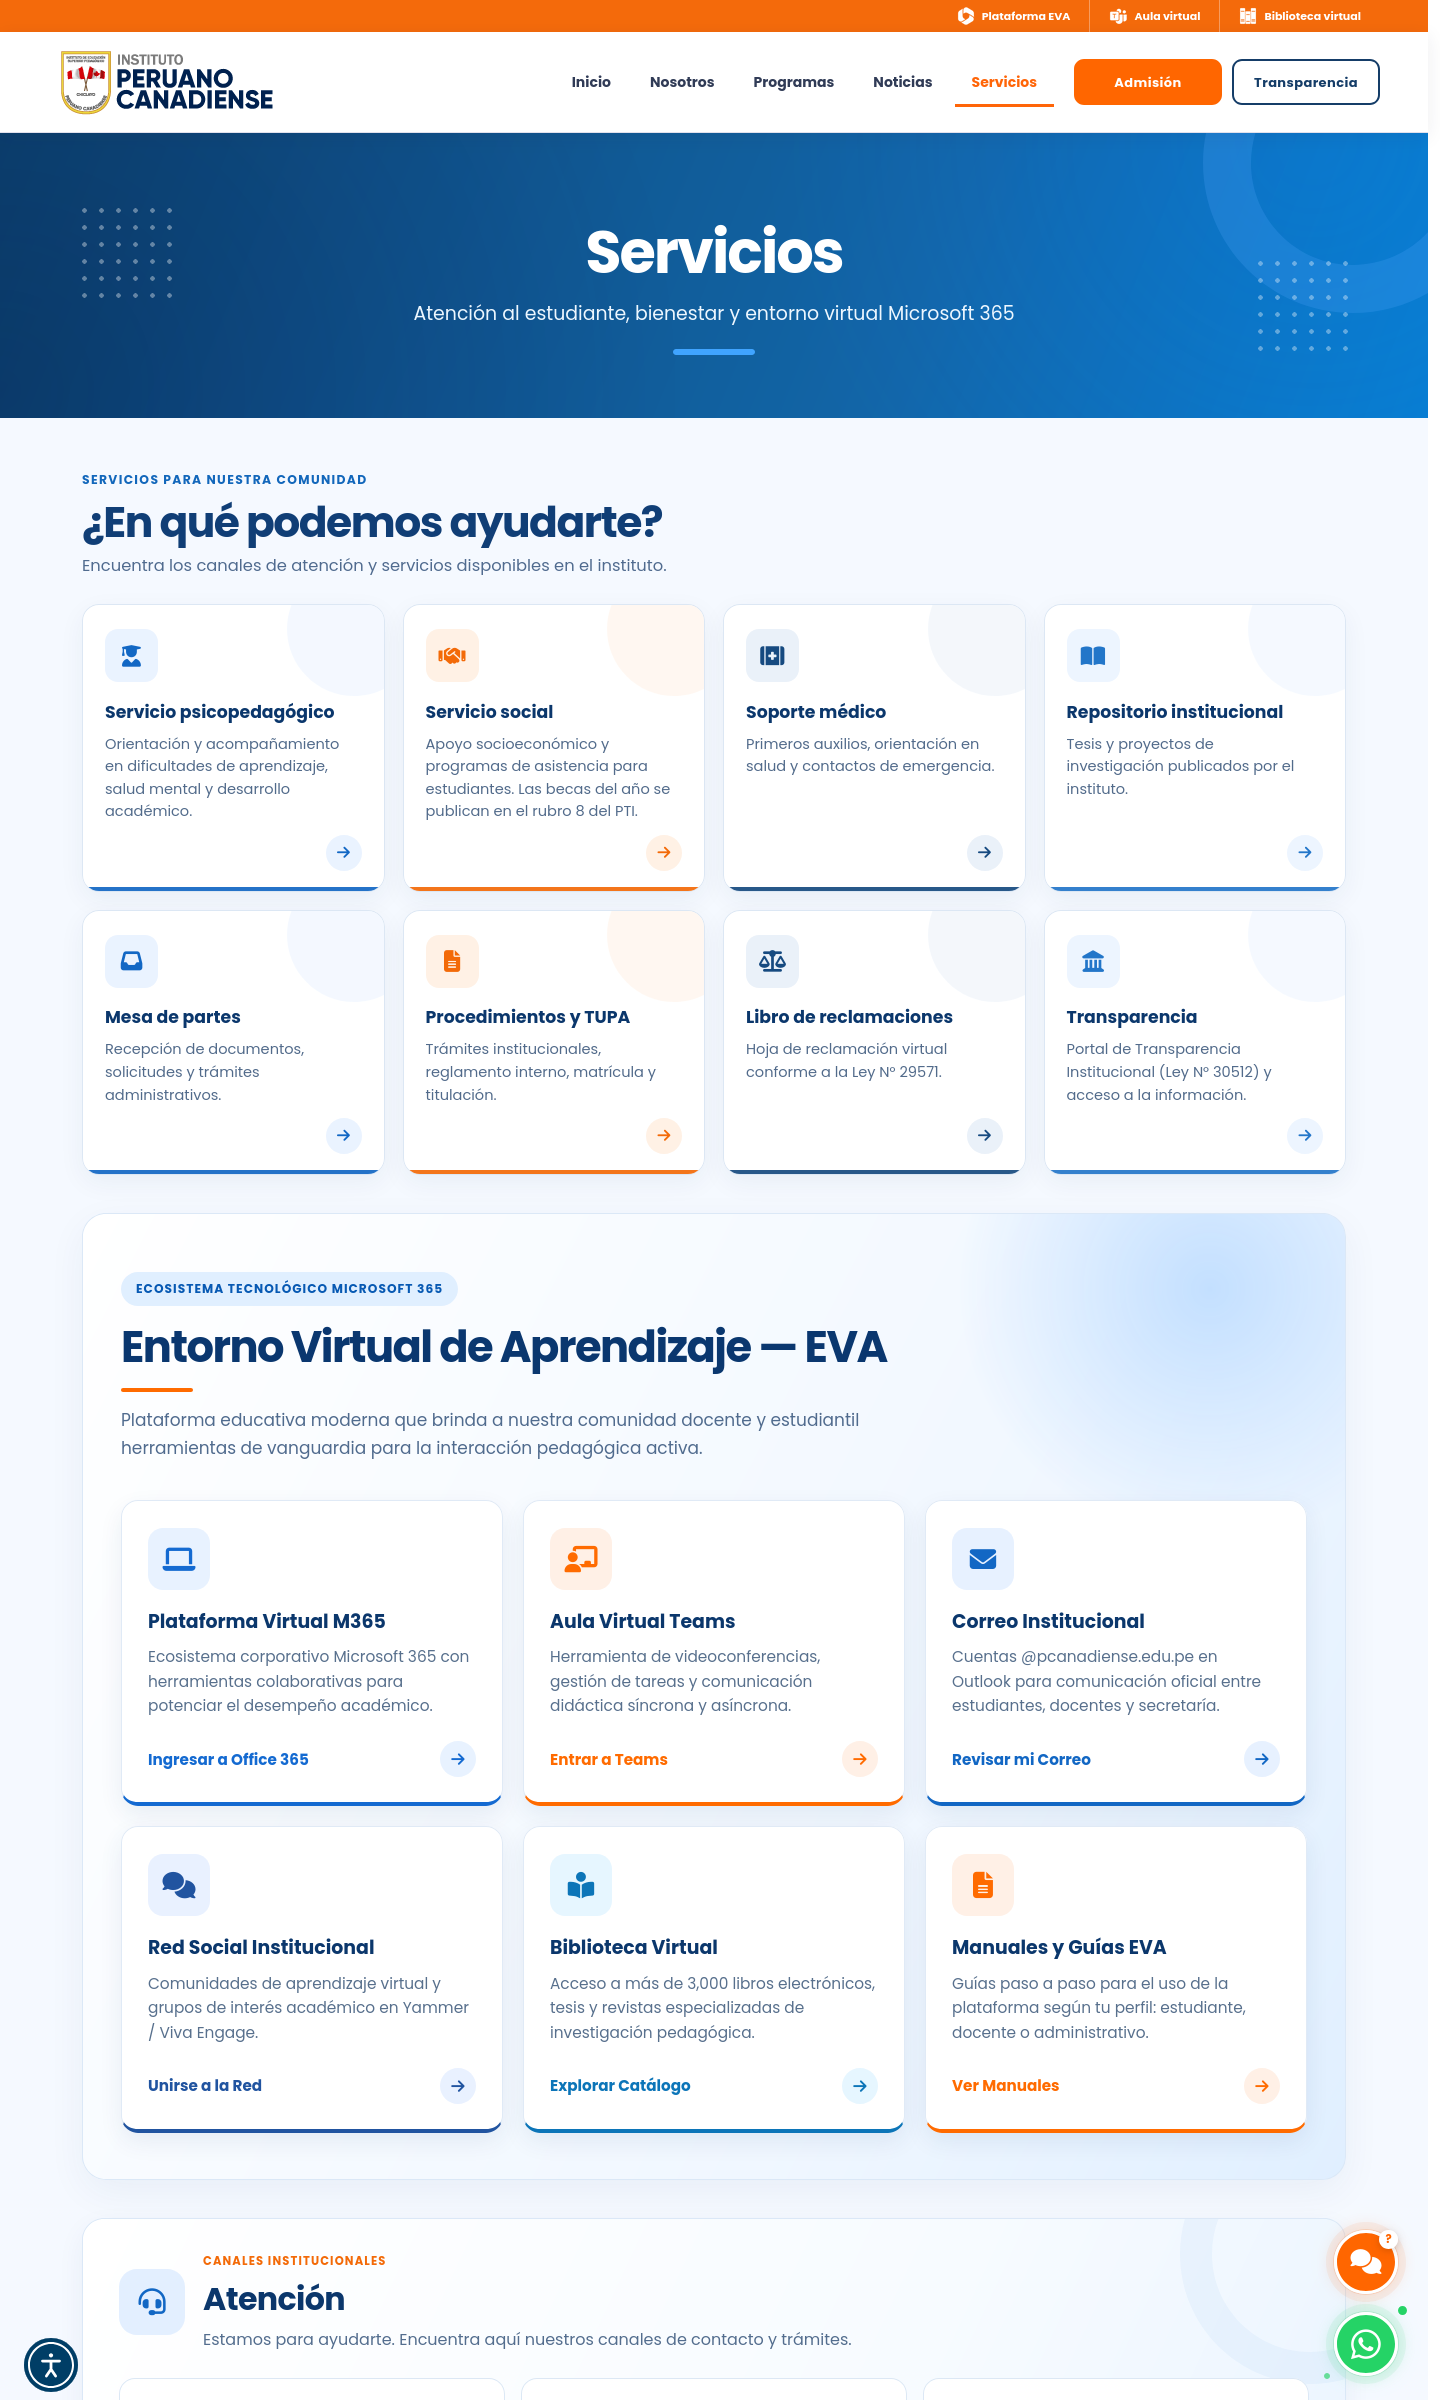 Plataforma EVA
Aula virtual
Biblioteca virtual
INSTITUTO
PERUANO
CANADIENSE
Inicio
Nosotros
Programas
Noticias
Servicios
Admisión
Transparencia
Servicios
Atención al estudiante, bienestar y entorno virtual Microsoft 365
SERVICIOS PARA NUESTRA COMUNIDAD
¿En qué podemos ayudarte?
Encuentra los canales de atención y servicios disponibles en el instituto.
Servicio psicopedagógico
Orientación y acompañamiento
en dificultades de aprendizaje,
salud mental y desarrollo
académico.
Servicio social
Apoyo socioeconómico y
programas de asistencia para
estudiantes. Las becas del año se
publican en el rubro 8 del PTI.
Soporte médico
Primeros auxilios, orientación en
salud y contactos de emergencia.
Repositorio institucional
Tesis y proyectos de
investigación publicados por el
instituto.
Mesa de partes
Recepción de documentos,
solicitudes y trámites
administrativos.
Procedimientos y TUPA
Trámites institucionales,
reglamento interno, matrícula y
titulación.
Libro de reclamaciones
Hoja de reclamación virtual
conforme a la Ley Nº 29571.
Transparencia
Portal de Transparencia
Institucional (Ley Nº 30512) y
acceso a la información.
ECOSISTEMA TECNOLÓGICO MICROSOFT 365
Entorno Virtual de Aprendizaje — EVA
Plataforma educativa moderna que brinda a nuestra comunidad docente y estudiantil
herramientas de vanguardia para la interacción pedagógica activa.
Plataforma Virtual M365
Ecosistema corporativo Microsoft 365 con
herramientas colaborativas para
potenciar el desempeño académico.
Ingresar a Office 365
Aula Virtual Teams
Herramienta de videoconferencias,
gestión de tareas y comunicación
didáctica síncrona y asíncrona.
Entrar a Teams
Correo Institucional
Cuentas @pcanadiense.edu.pe en
Outlook para comunicación oficial entre
estudiantes, docentes y secretaría.
Revisar mi Correo
Red Social Institucional
Comunidades de aprendizaje virtual y
grupos de interés académico en Yammer
/ Viva Engage.
Unirse a la Red
Biblioteca Virtual
Acceso a más de 3,000 libros electrónicos,
tesis y revistas especializadas de
investigación pedagógica.
Explorar Catálogo
Manuales y Guías EVA
Guías paso a paso para el uso de la
plataforma según tu perfil: estudiante,
docente o administrativo.
Ver Manuales
CANALES INSTITUCIONALES
Atención
Estamos para ayudarte. Encuentra aquí nuestros canales de contacto y trámites.
?